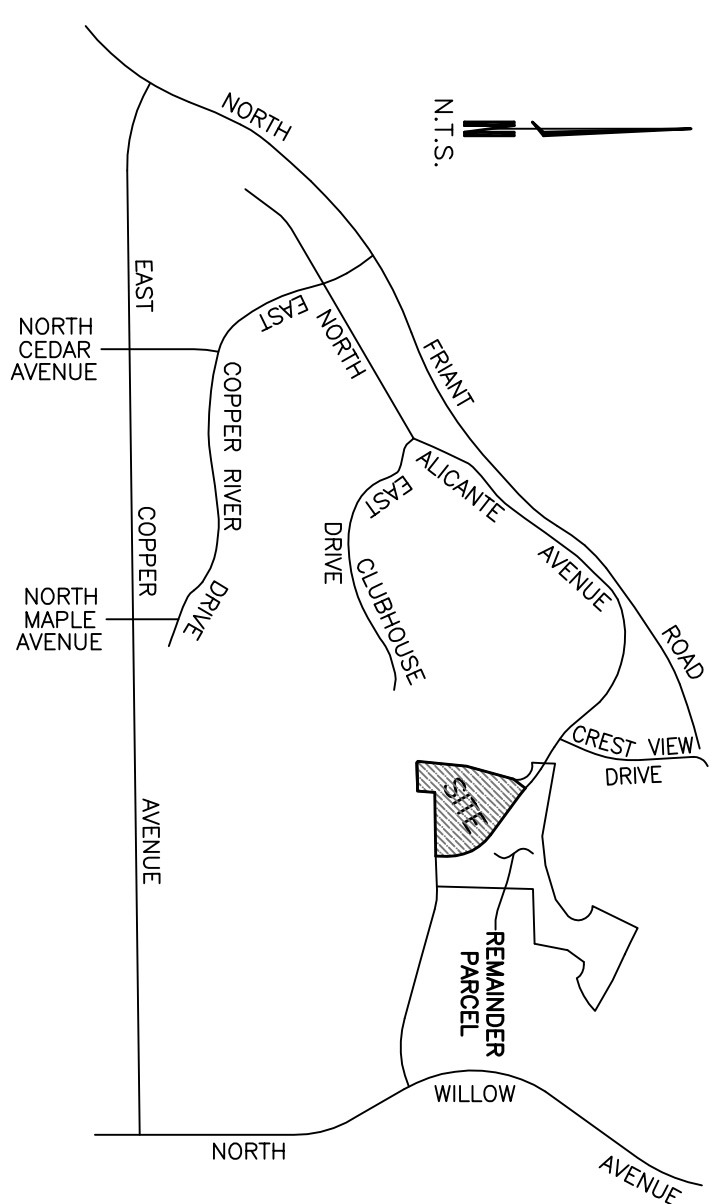 N.T.S.
NORTH
FRIANT
ROAD
NORTH
ALICANTE
AVENUE
CREST VIEW
DRIVE
EAST
COPPER RIVER
DRIVE
EAST
CLUBHOUSE
DRIVE
SITE
REMAINDER
PARCEL
EAST
COPPER
AVENUE
NORTH
CEDAR
AVENUE
NORTH
MAPLE
AVENUE
NORTH
WILLOW
AVENUE